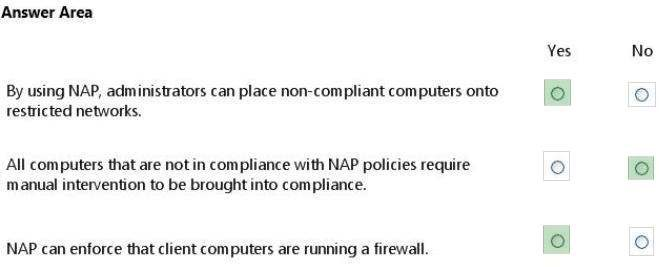 Answer Area
Yes No
By using NAP, administrators can place non-compliant computers onto
restricted networks.
All computers that are not in compliance with NAP policies require
manual intervention to be brought into compliance.
NAP can enforce that client computers are running a firewall.